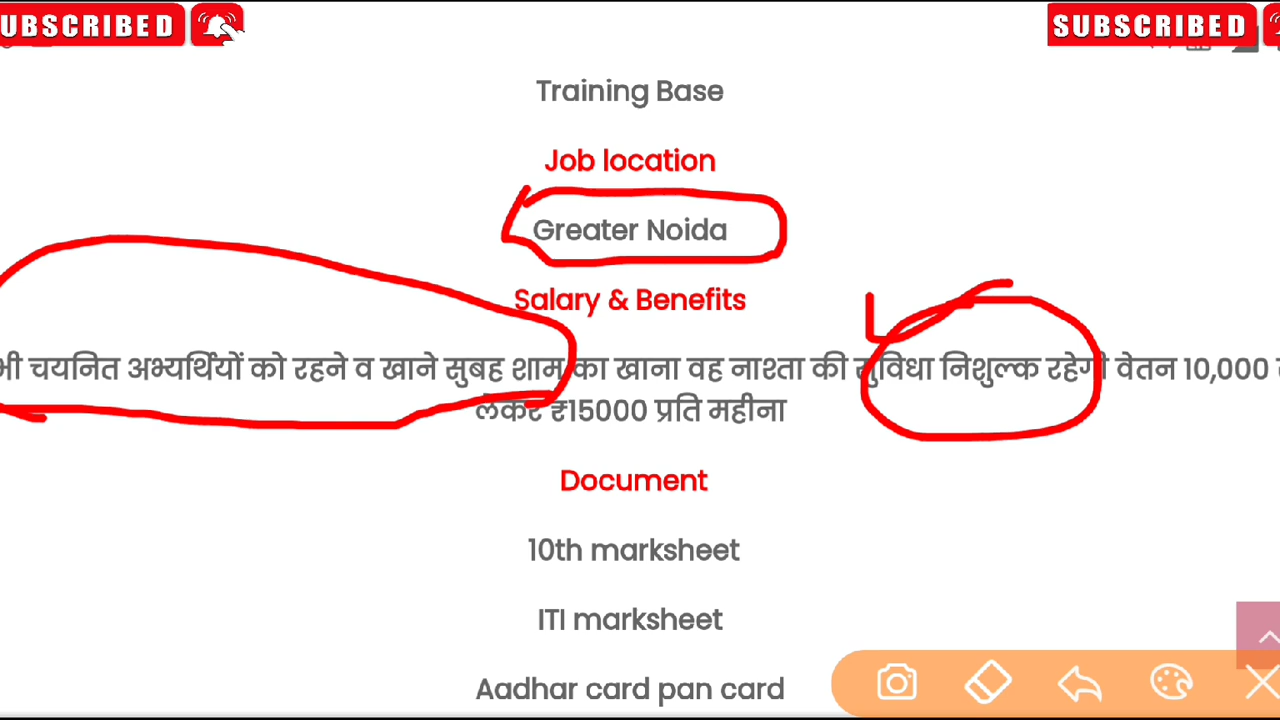 UBSCRIBED SUBSCRIBED
Training Base
Job location
Greater Noida
Salary & Benefits
भी चयनित अभ्यर्थियों को रहने व खाने सुबह शाम का खाना वह नाश्ता की सुविधा निशुल्क रहेगी वेतन 10,000
लेकर ₹15000 प्रति महीना
Document
10th marksheet
ITI marksheet
Aadhar card pan card